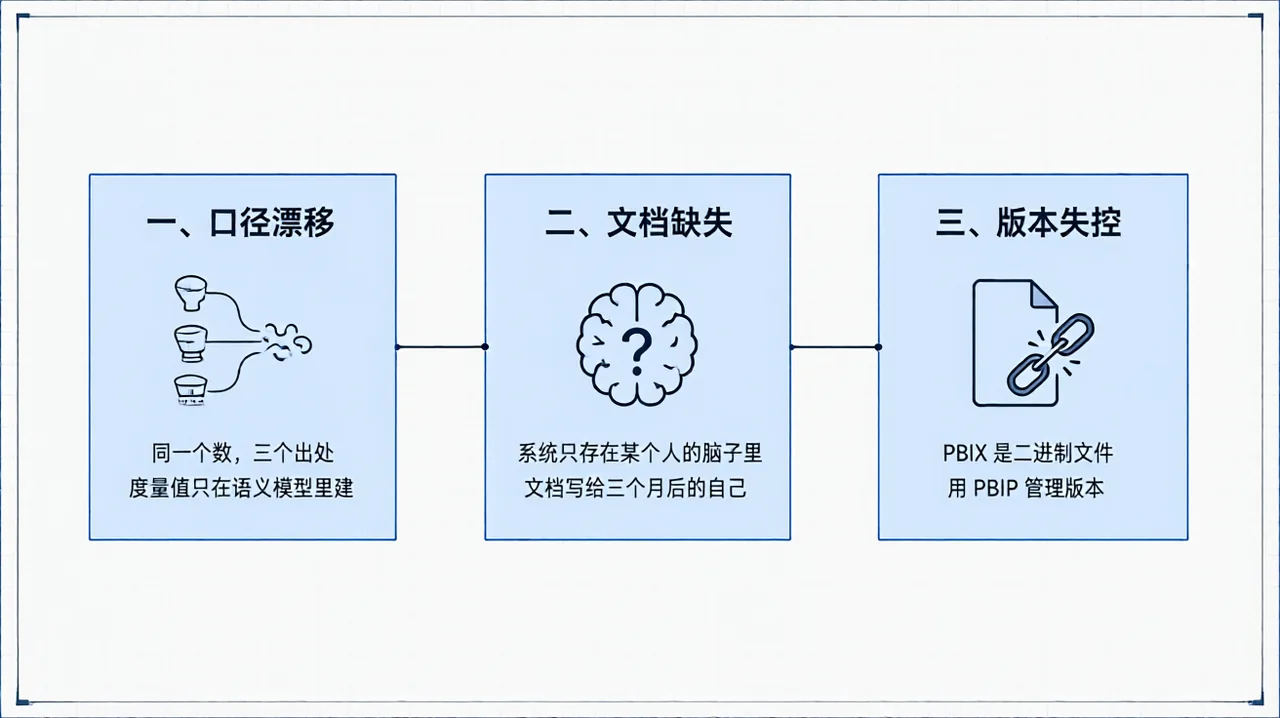 一、口径漂移
同一个数，三个出处
度量值只在语义模型里建
二、文档缺失
?
系统只存在某个人的脑子里
文档写给三个月后的自己
三、版本失控
PBIX 是二进制文件
用 PBIP 管理版本